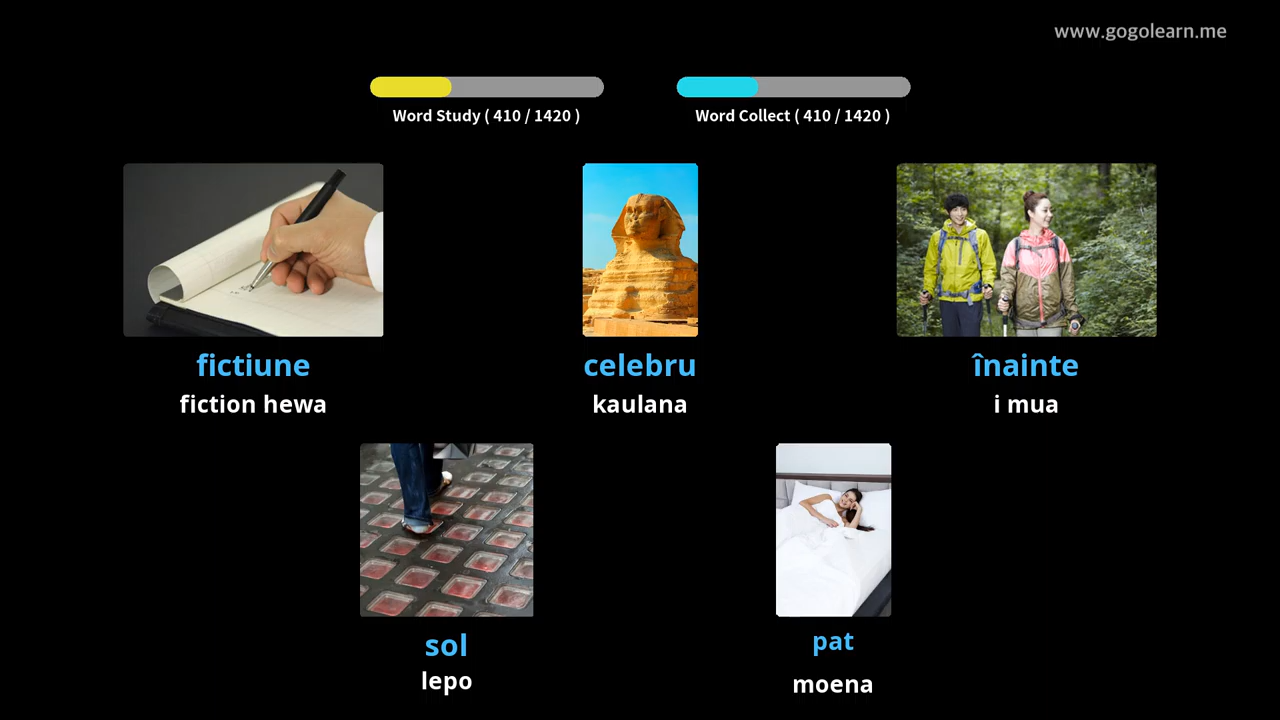 www.gogolearn.me
Word Study ( 410 / 1420 )
Word Collect ( 410 / 1420 )
fictiune
fiction hewa
celebru
kaulana
înainte
i mua
sol
lepo
pat
moena